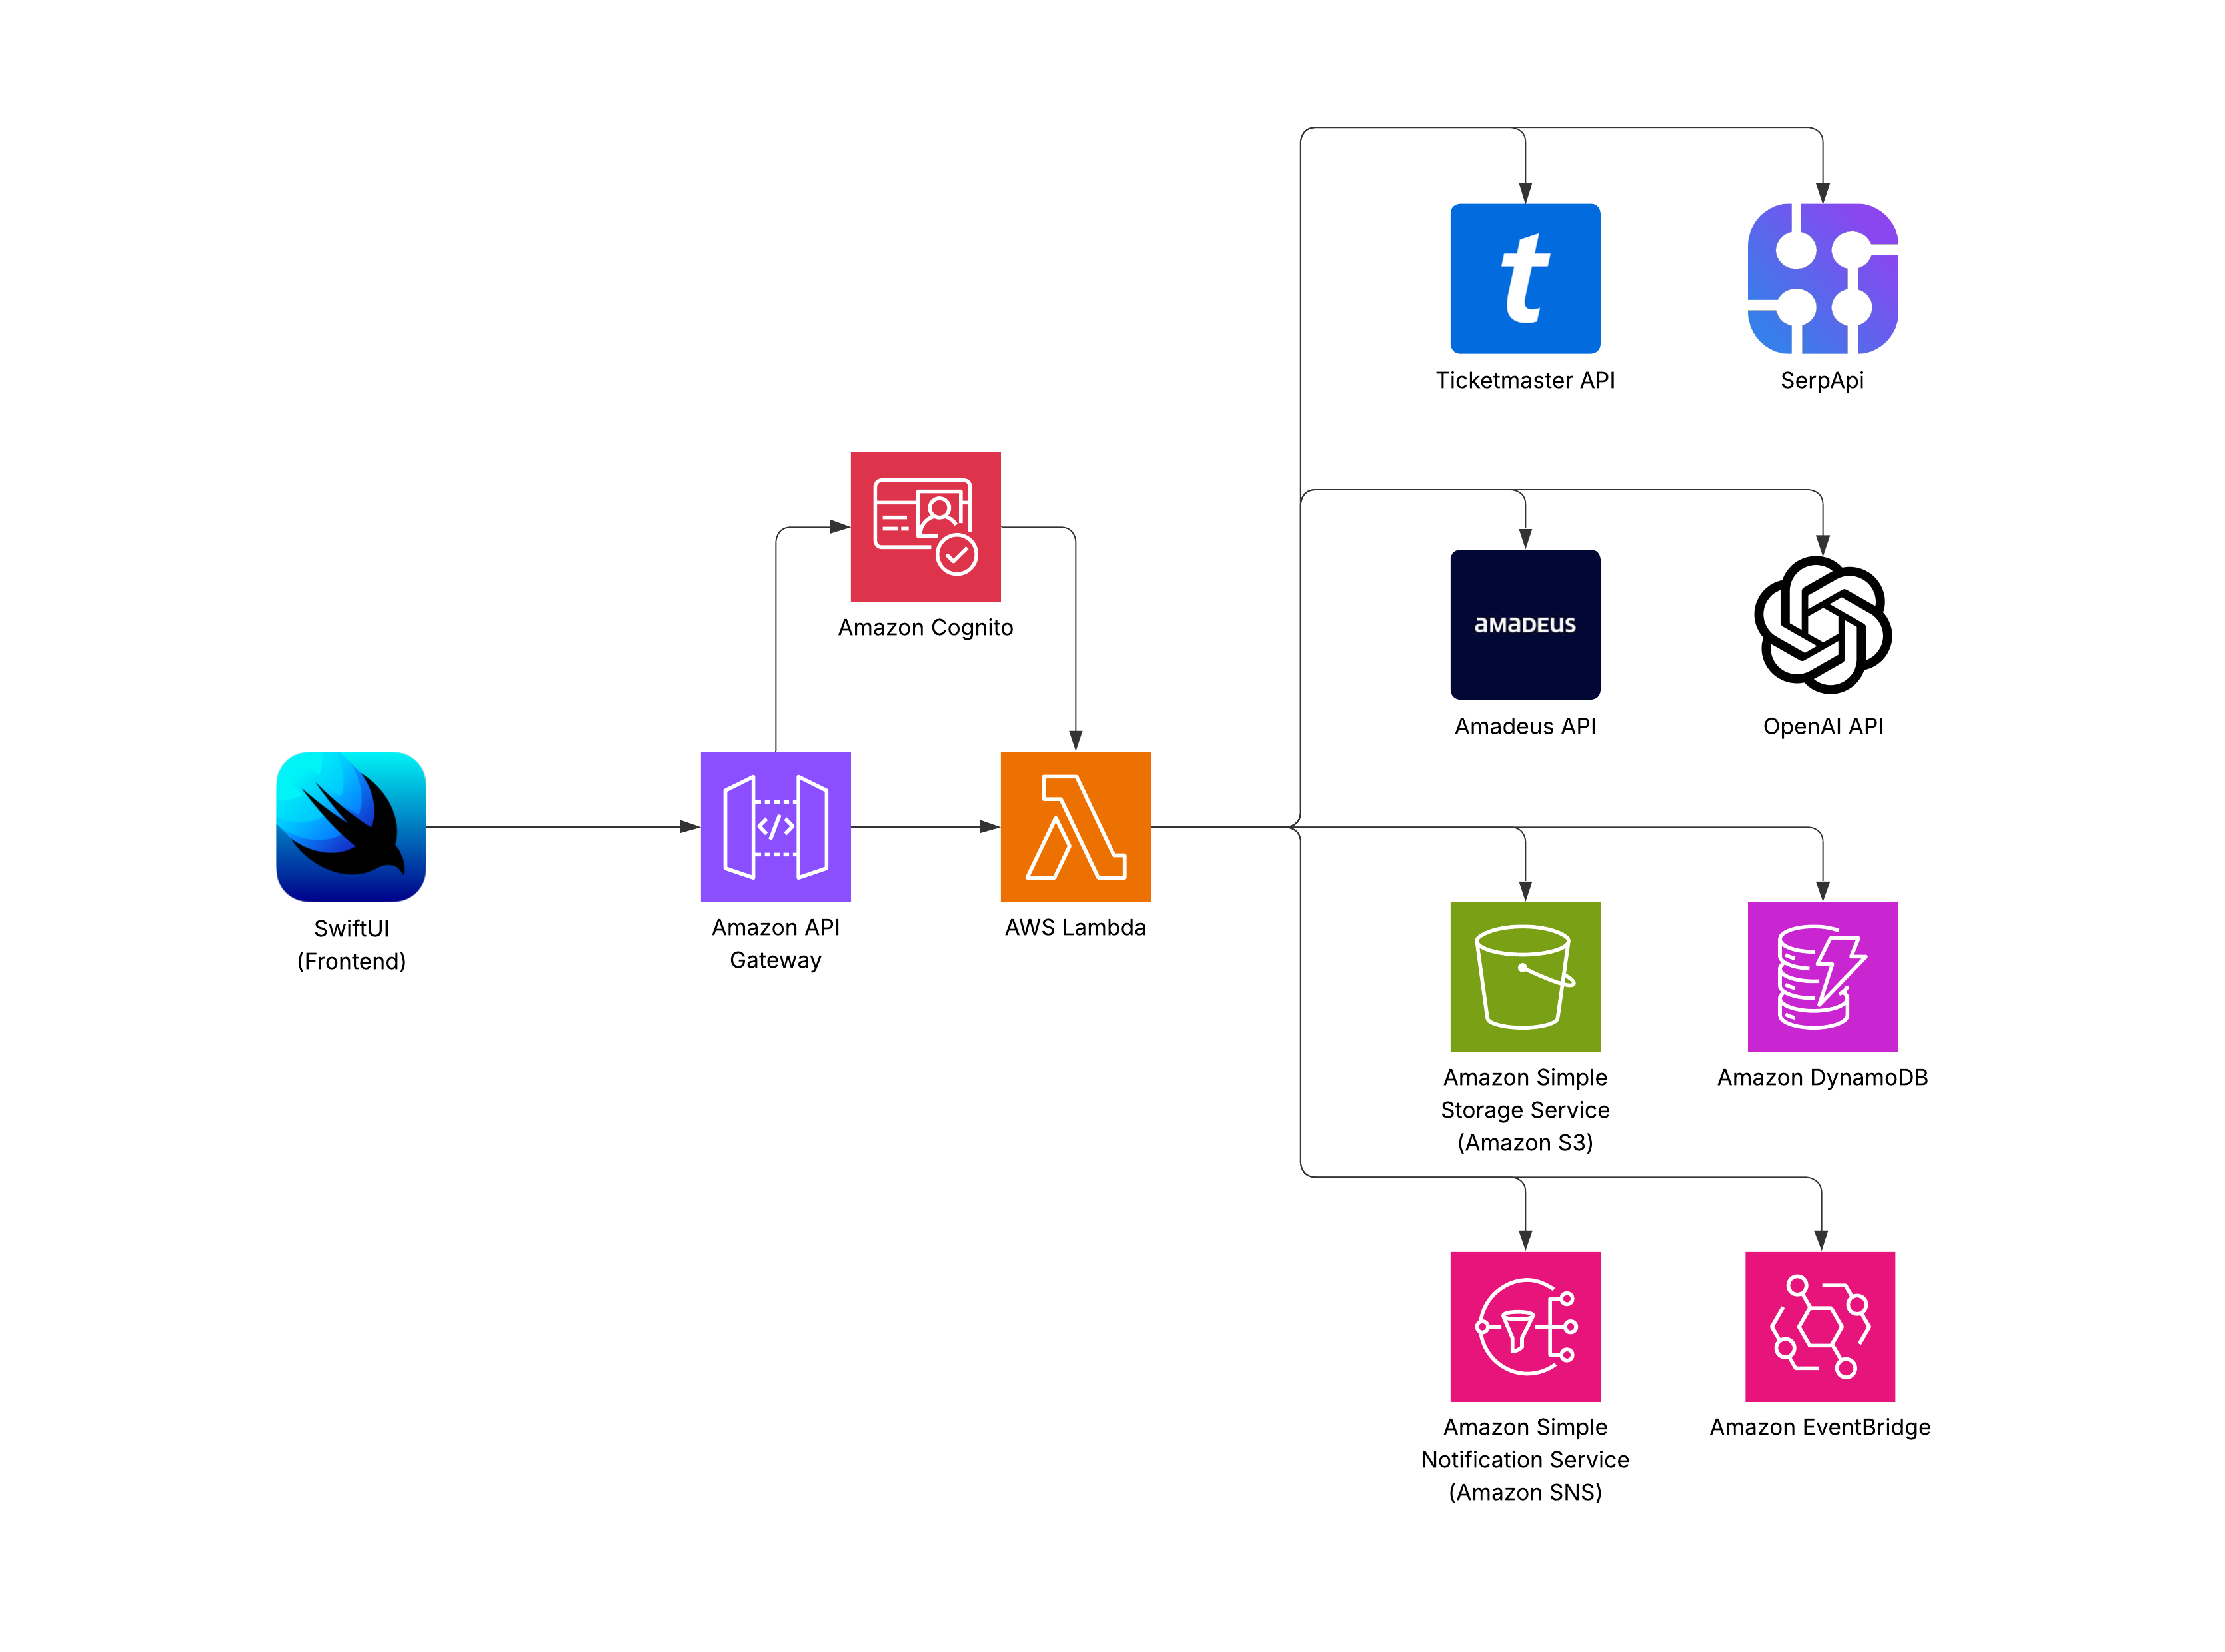 t
Ticketmaster API
SerpApi
Amazon Cognito
amadeus
Amadeus API
OpenAI API
SwiftUI
(Frontend)
Amazon API
Gateway
AWS Lambda
Amazon Simple
Storage Service
(Amazon S3)
Amazon DynamoDB
Amazon Simple
Notification Service
(Amazon SNS)
Amazon EventBridge